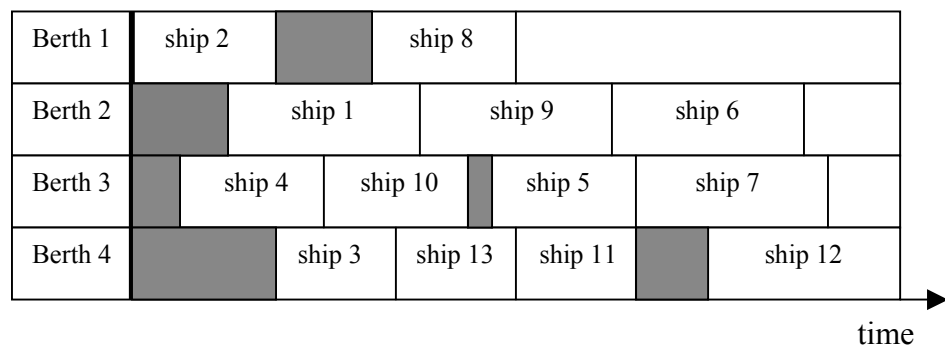 Berth 1 ship 2 ship 8
Berth 2 ship 1 ship 9 ship 6
Berth 3 ship 4 ship 10 ship 5 ship 7
Berth 4 ship 3 ship 13 ship 11 ship 12
time